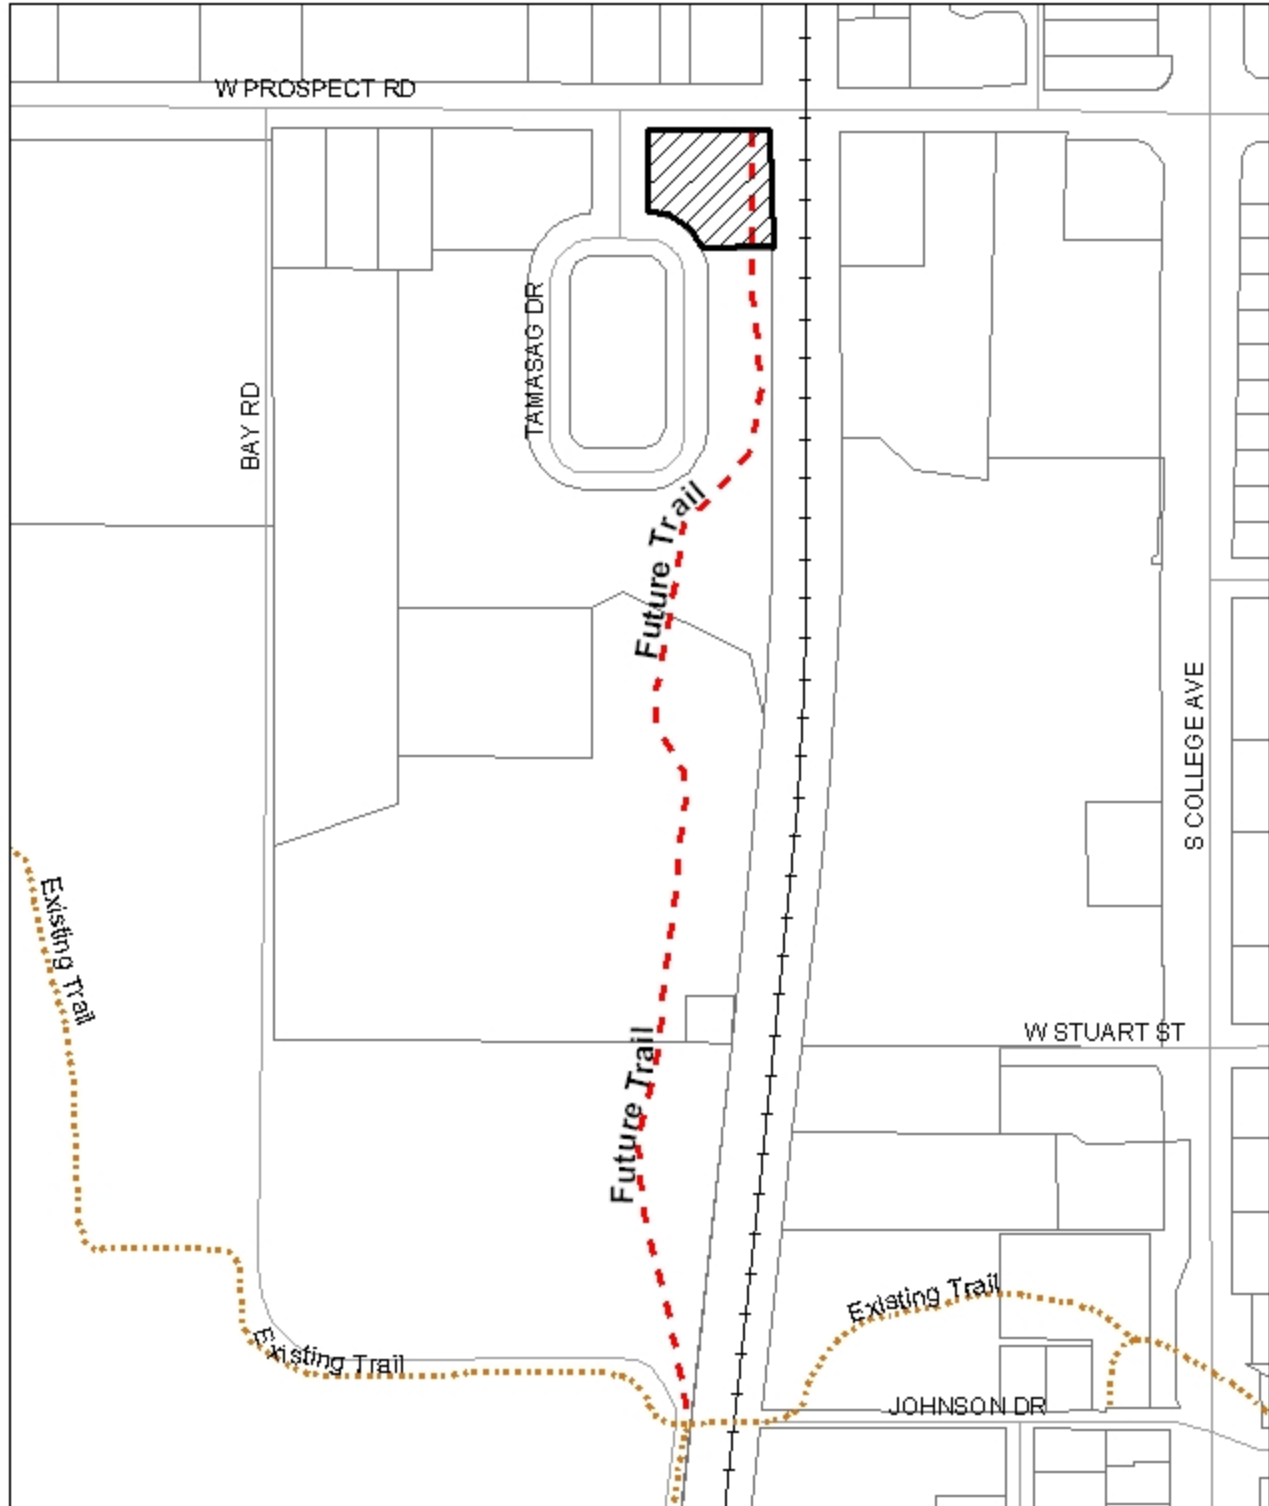 W PROSPECT RD
TAMASAG DR
BAY RD
Future Trail
S COLLEGE AVE
Existing Trail
W STUART ST
Future Trail
Existing Trail
Existing Trail
JOHNSON DR